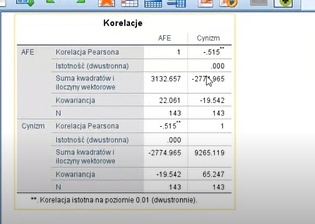 Korelacje
AFE Cynizm
AFE Korelacja Pearsona 1 -.515**
Istotność (dwustronna) .000
Suma kwadratów i iloczyny wektorowe 3132.657 -2774.965
Kowariancja 22.061 -19.542
N 143 143
Cynizm Korelacja Pearsona -.515** 1
Istotność (dwustronna) .000
Suma kwadratów i iloczyny wektorowe -2774.965 9265.119
Kowariancja -19.542 65.247
N 143 143
**. Korelacja istotna na poziomie 0.01 (dwustronnie).